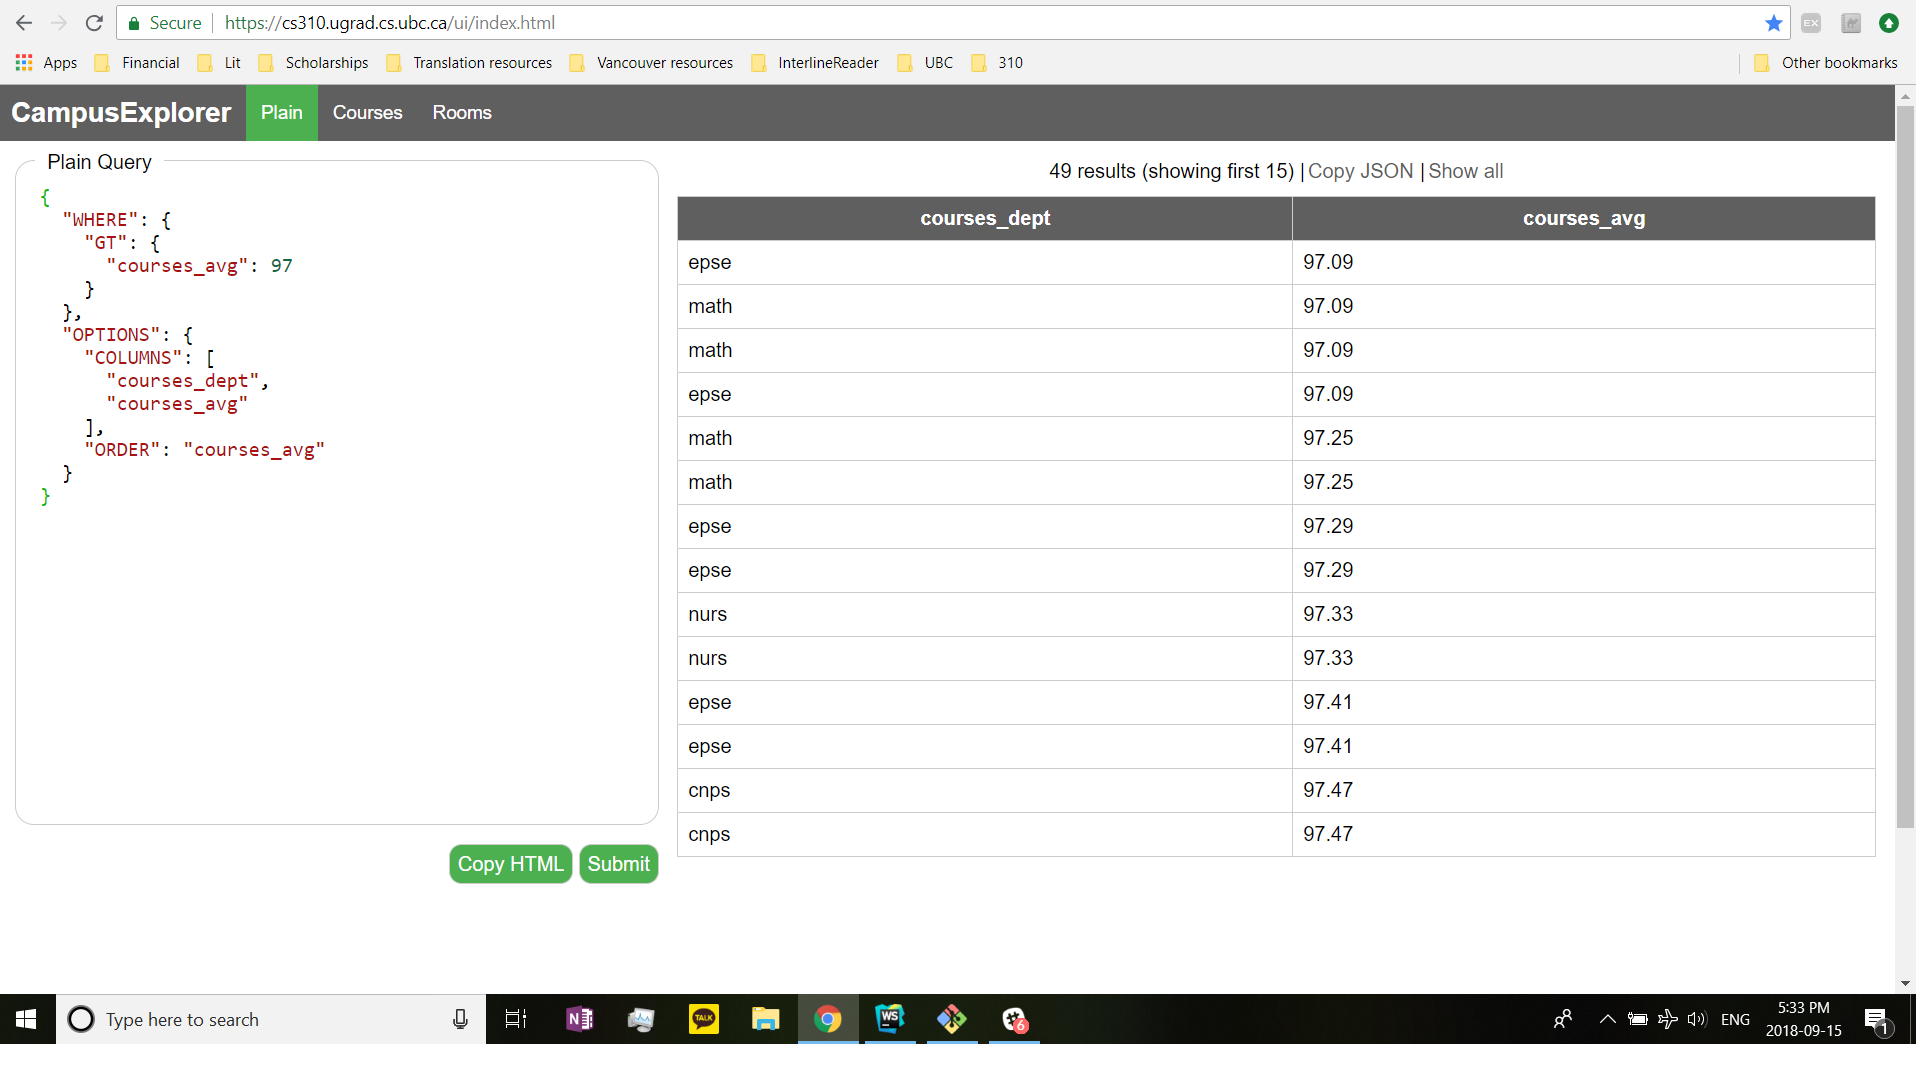 Secure https://cs310.ugrad.cs.ubc.ca/ui/index.html EX
Apps Financial Lit Scholarships Translation resources Vancouver resources InterlineReader UBC 310 Other bookmarks
CampusExplorer Plain Courses Rooms
Plain Query
{
"WHERE": {
"GT": {
"courses_avg": 97
}
},
"OPTIONS": {
"COLUMNS": [
"courses_dept",
"courses_avg"
],
"ORDER": "courses_avg"
}
}
Copy HTML Submit
49 results (showing first 15) | Copy JSON | Show all
courses_dept courses_avg
epse 97.09
math 97.09
math 97.09
epse 97.09
math 97.25
math 97.25
epse 97.29
epse 97.29
nurs 97.33
nurs 97.33
epse 97.41
epse 97.41
cnps 97.47
cnps 97.47
Type here to search N TALK WS 6 ENG 5:33 PM
2018-09-15 1